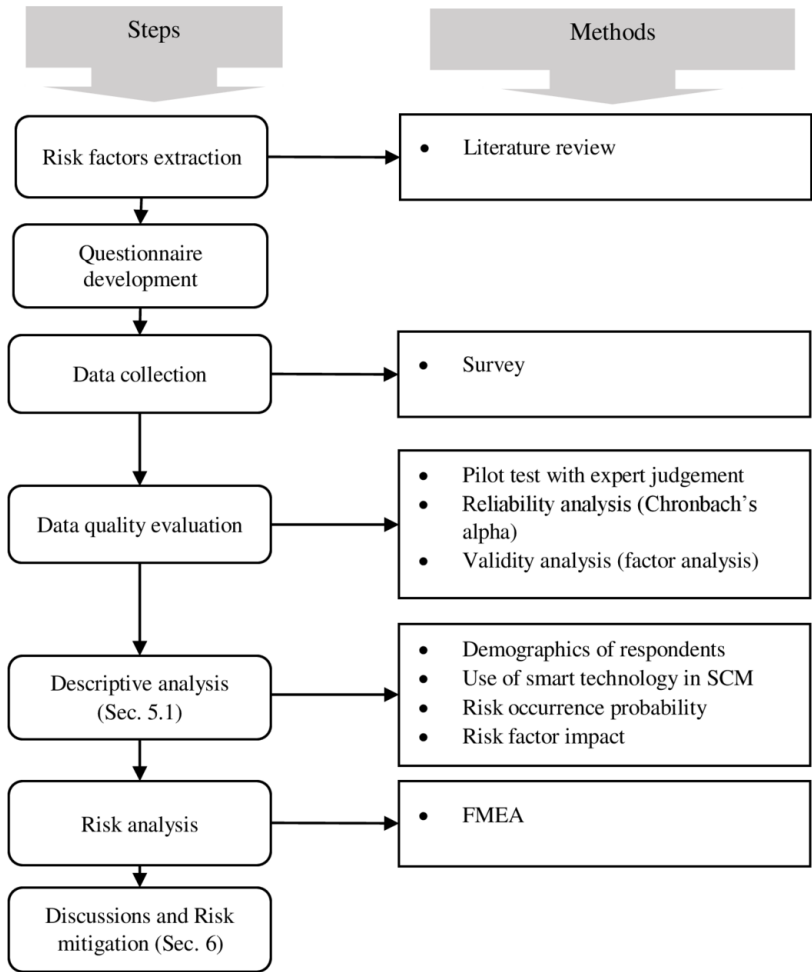 Steps
Methods
Risk factors extraction
• Literature review
Questionnaire
development
Data collection
• Survey
Data quality evaluation
• Pilot test with expert judgement
• Reliability analysis (Chronbach's
alpha)
• Validity analysis (factor analysis)
Descriptive analysis
(Sec. 5.1)
• Demographics of respondents
• Use of smart technology in SCM
• Risk occurrence probability
• Risk factor impact
Risk analysis
• FMEA
Discussions and Risk
mitigation (Sec. 6)